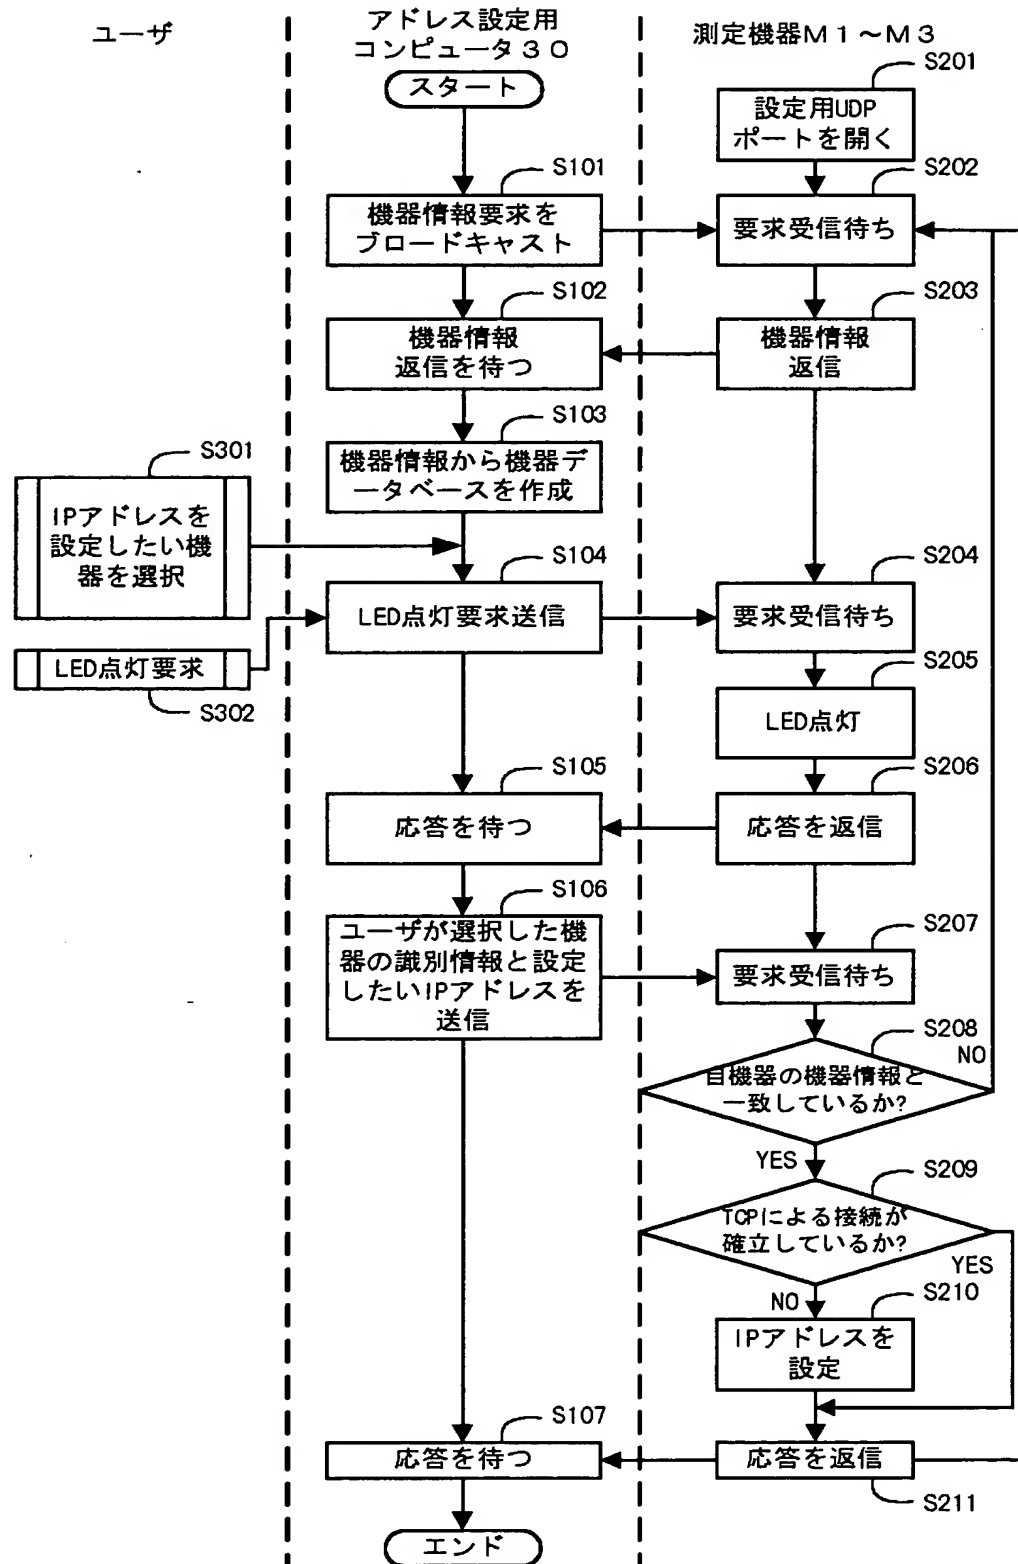 ユーザ
アドレス設定用
コンピュータ30
測定機器M1～M3
スタート
S201
設定用UDP
ポートを開く
S101
機器情報要求を
ブロードキャスト
S202
要求受信待ち
S102
機器情報
返信を待つ
S203
機器情報
返信
S103
機器情報から機器デ
ータベースを作成
S301
IPアドレスを
設定したい機
器を選択
S104
LED点灯要求送信
S204
要求受信待ち
LED点灯要求
S302
S205
LED点灯
S105
応答を待つ
S206
応答を返信
S106
ユーザが選択した機
器の識別情報と設定
したいIPアドレスを
送信
S207
要求受信待ち
S208
自機器の機器情報と
一致しているか?
NO
YES
S209
TCPによる接続が
確立しているか?
YES
NO
S210
IPアドレスを
設定
S107
応答を待つ
応答を返信
S211
エンド